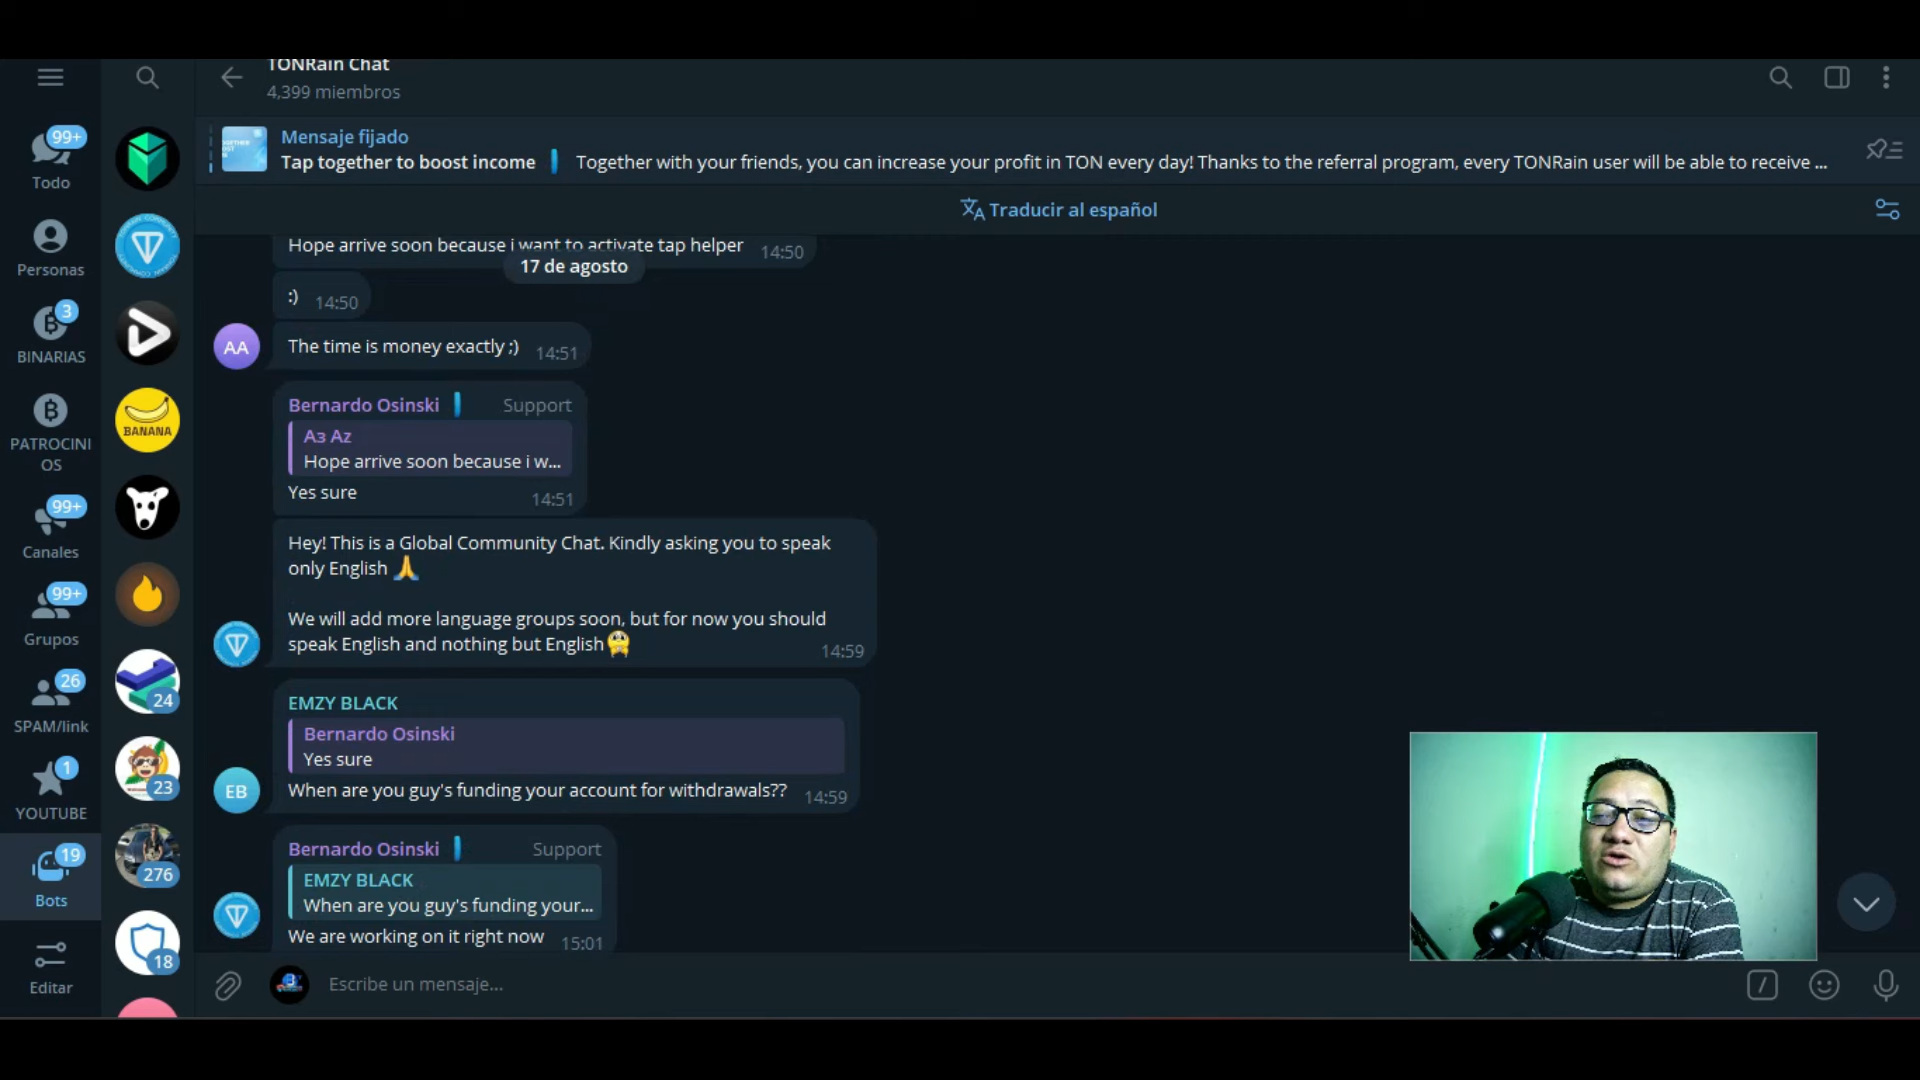 TONRain Chat
4,399 miembros
Mensaje fijado
Tap together to boost income Together with your friends, you can increase your profit in TON every day! Thanks to the referral program, every TONRain user will be able to receive ...
Traducir al español
99+
Todo
Personas
3
BINARIAS
PATROCINI
OS
99+
Canales
99+
Grupos
26
SPAM/link
1
YOUTUBE
19
Bots
Editar
BANANA
24
23
276
18
Hope arrive soon because i want to activate tap helper 14:50
17 de agosto
:) 14:50
AA
The time is money exactly ;) 14:51
Bernardo Osinski Support
Аз Az
Hope arrive soon because i w...
Yes sure 14:51
Hey! This is a Global Community Chat. Kindly asking you to speak
only English 🙏
We will add more language groups soon, but for now you should
speak English and nothing but English 14:59
EMZY BLACK
Bernardo Osinski
Yes sure
EB
When are you guy's funding your account for withdrawals?? 14:59
Bernardo Osinski Support
EMZY BLACK
When are you guy's funding your...
We are working on it right now 15:01
Escribe un mensaje...